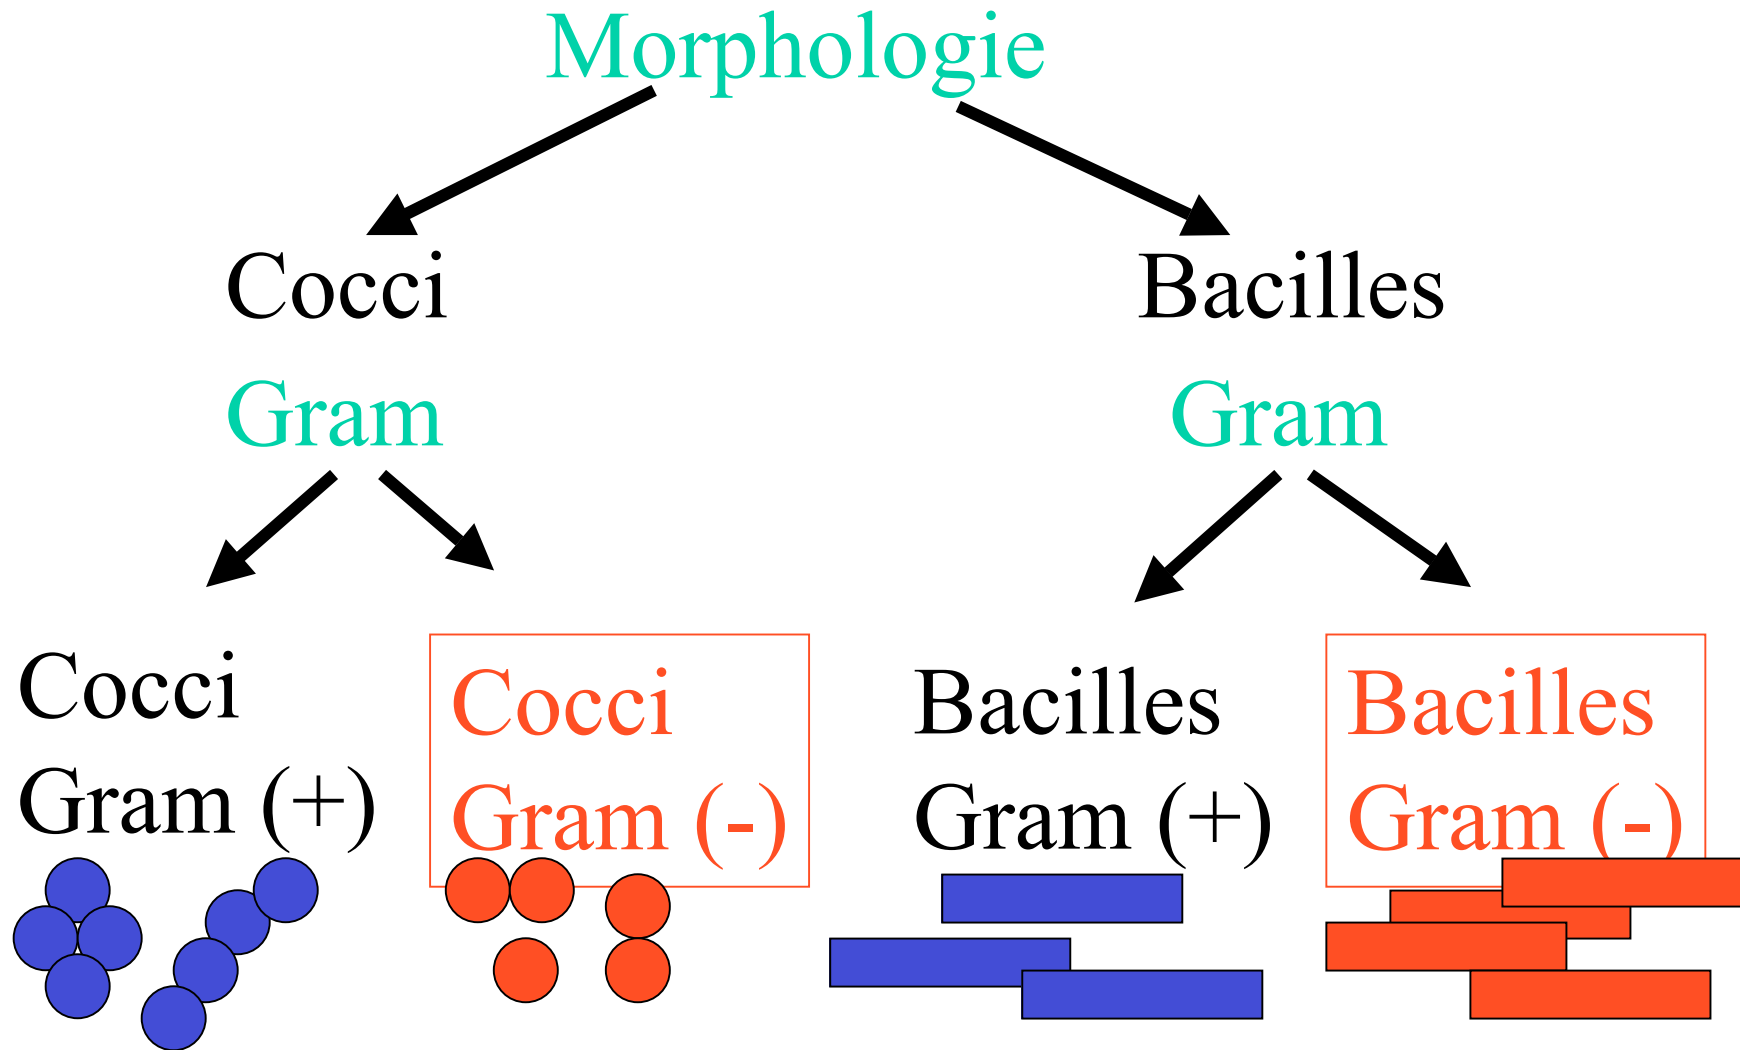 Morphologie
Cocci
Bacilles
Gram
Gram
Cocci
Gram (+)
Cocci
Gram (-)
Bacilles
Gram (+)
Bacilles
Gram (-)